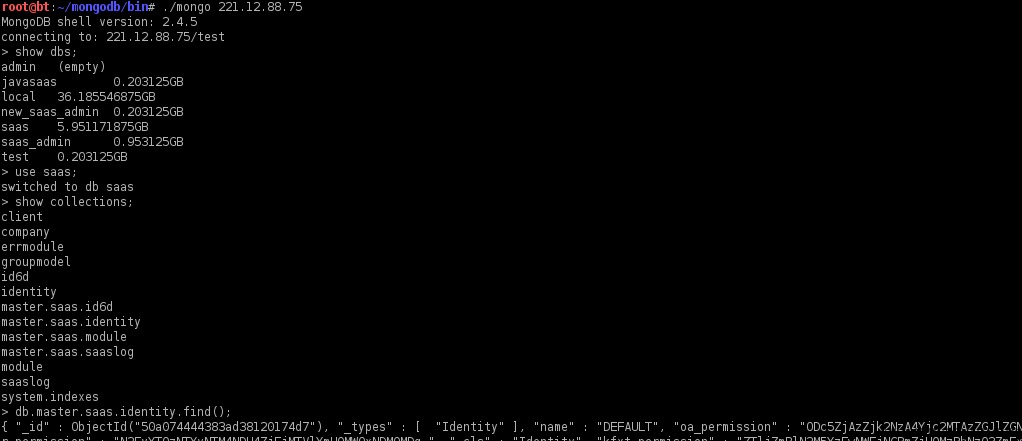 root@bt:~/mongodb/bin# ./mongo 221.12.88.75
MongoDB shell version: 2.4.5
connecting to: 221.12.88.75/test
> show dbs;
admin (empty)
javasaas 0.203125GB
local 36.185546875GB
new_saas_admin 0.203125GB
saas 5.951171875GB
saas_admin 0.953125GB
test 0.203125GB
> use saas;
switched to db saas
> show collections;
client
company
errmodule
groupmodel
id6d
identity
master.saas.id6d
master.saas.identity
master.saas.module
master.saas.saaslog
module
saaslog
system.indexes
> db.master.saas.identity.find();
{ "_id" : ObjectId("50a074444383ad38120174d7"), "_types" : [ "Identity" ], "name" : "DEFAULT", "oa_permission" : "ODc5ZjAzZjk2NzA4Yjc2MTAzZGJlZGN